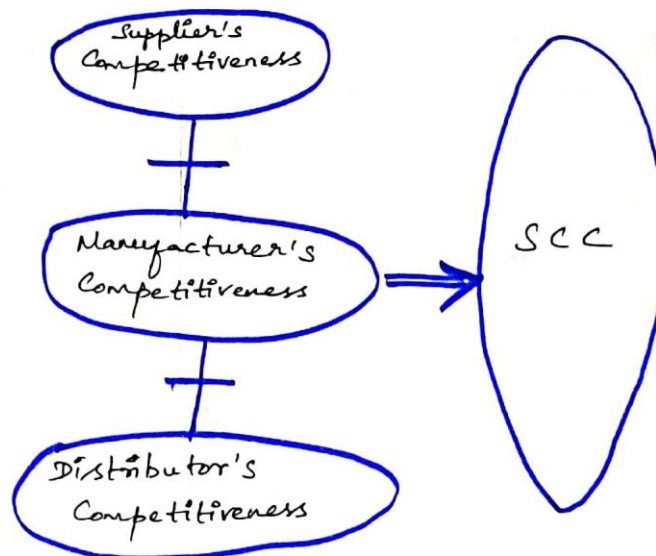 Supplier's
Competitiveness
Manufacturer's
Competitiveness
SCC
Distributor's
Competitiveness